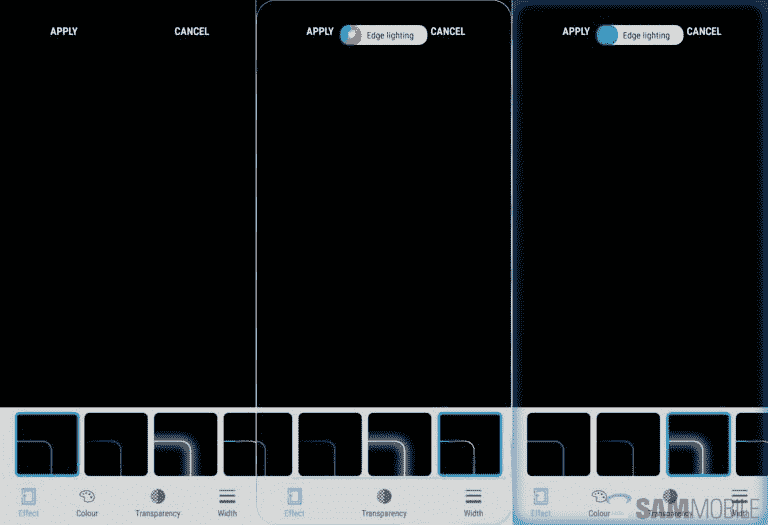 APPLY CANCEL
APPLY Edge lighting CANCEL
APPLY Edge lighting CANCEL
Effect Colour Transparency Width
Effect Transparency Width
Effect Colour Transparency Width
SAMMOBILE